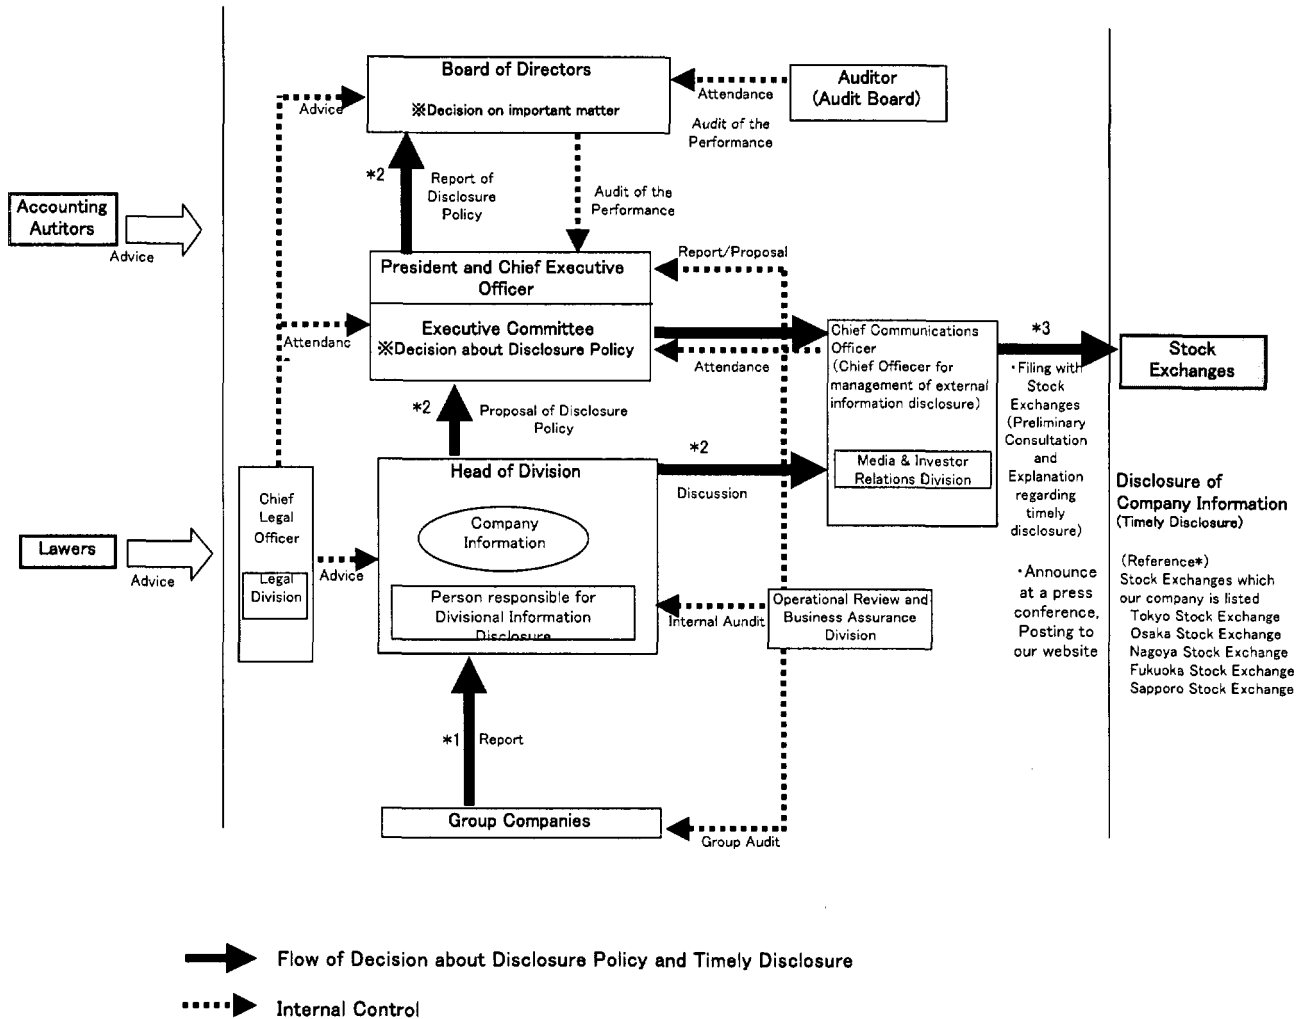 Board of Directors
※Decision on important matter
Auditor
(Audit Board)
Attendance
Audit of the
Performance
Advice
*2
Report of
Disclosure
Policy
Audit of the
Performance
Accounting
Autitors
Advice
President and Chief Executive
Officer
Report/Proposal
Executive Committee
※Decision about Disclosure Policy
Attendanc
Attendance
Chief Communications
Officer
(Chief Offiecer for
management of external
information disclosure)
Media & Investor
Relations Division
*3
・Filing with
Stock
Exchanges
(Preliminary
Consultation
and
Explanation
regarding
timely
disclosure)
・Announce
at a press
conference,
Posting to
our website
Stock
Exchanges
*2
Proposal of Disclosure
Policy
*2
Discussion
Head of Division
Company
Information
Person responsible for
Divisional Information
Disclosure
Chief
Legal
Officer
Legal
Division
Advice
Lawers
Advice
Internal Aundit
Operational Review and
Business Assurance
Division
Disclosure of
Company Information
(Timely Disclosure)
(Reference*)
Stock Exchanges which
our company is listed
Tokyo Stock Exchange
Osaka Stock Exchange
Nagoya Stock Exchange
Fukuoka Stock Exchange
Sapporo Stock Exchange
*1 Report
Group Companies
Group Audit
Flow of Decision about Disclosure Policy and Timely Disclosure
Internal Control